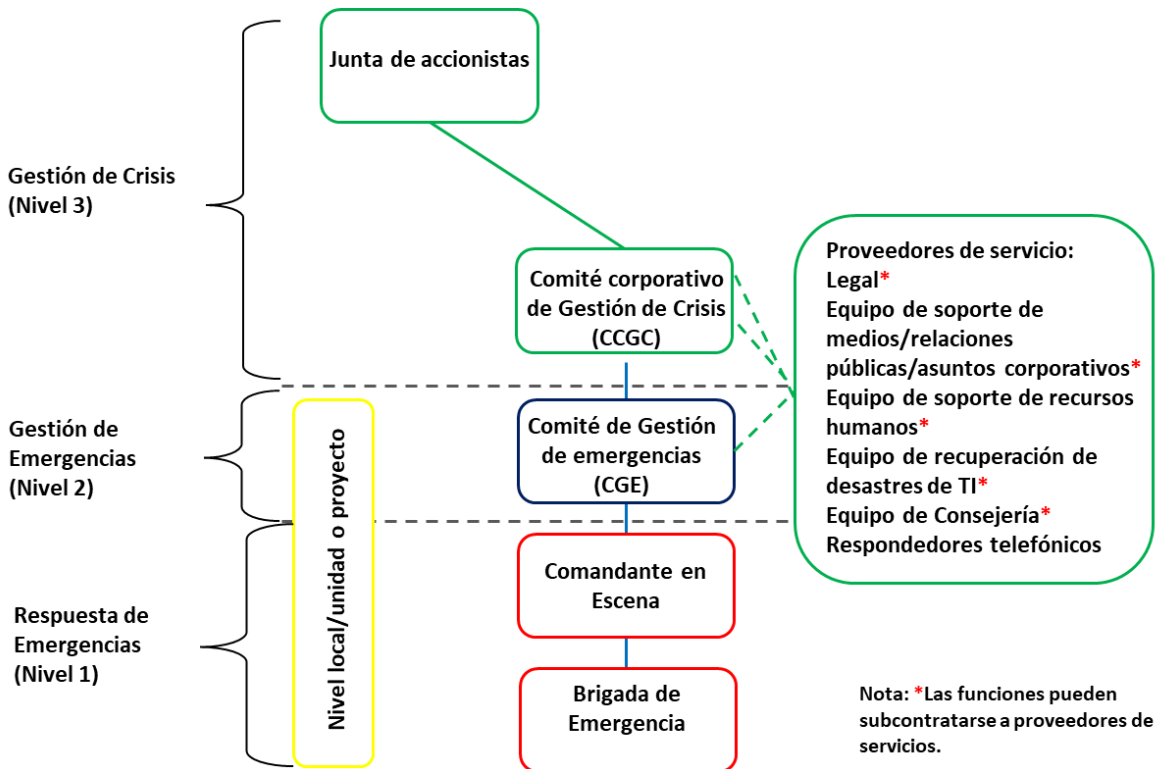 Junta de accionistas
Gestión de Crisis
(Nivel 3)
Comité corporativo
de Gestión de Crisis
(CCGC)
Proveedores de servicio:
Legal*
Equipo de soporte de
medios/relaciones
públicas/asuntos corporativos*
Equipo de soporte de recursos
humanos*
Equipo de recuperación de
desastres de TI*
Equipo de Consejería*
Respondedores telefónicos
Gestión de
Emergencias
(Nivel 2)
Comité de Gestión
de emergencias
(CGE)
Nivel local/unidad o proyecto
Respuesta de
Emergencias
(Nivel 1)
Comandante en
Escena
Brigada de
Emergencia
Nota: *Las funciones pueden
subcontratarse a proveedores de
servicios.